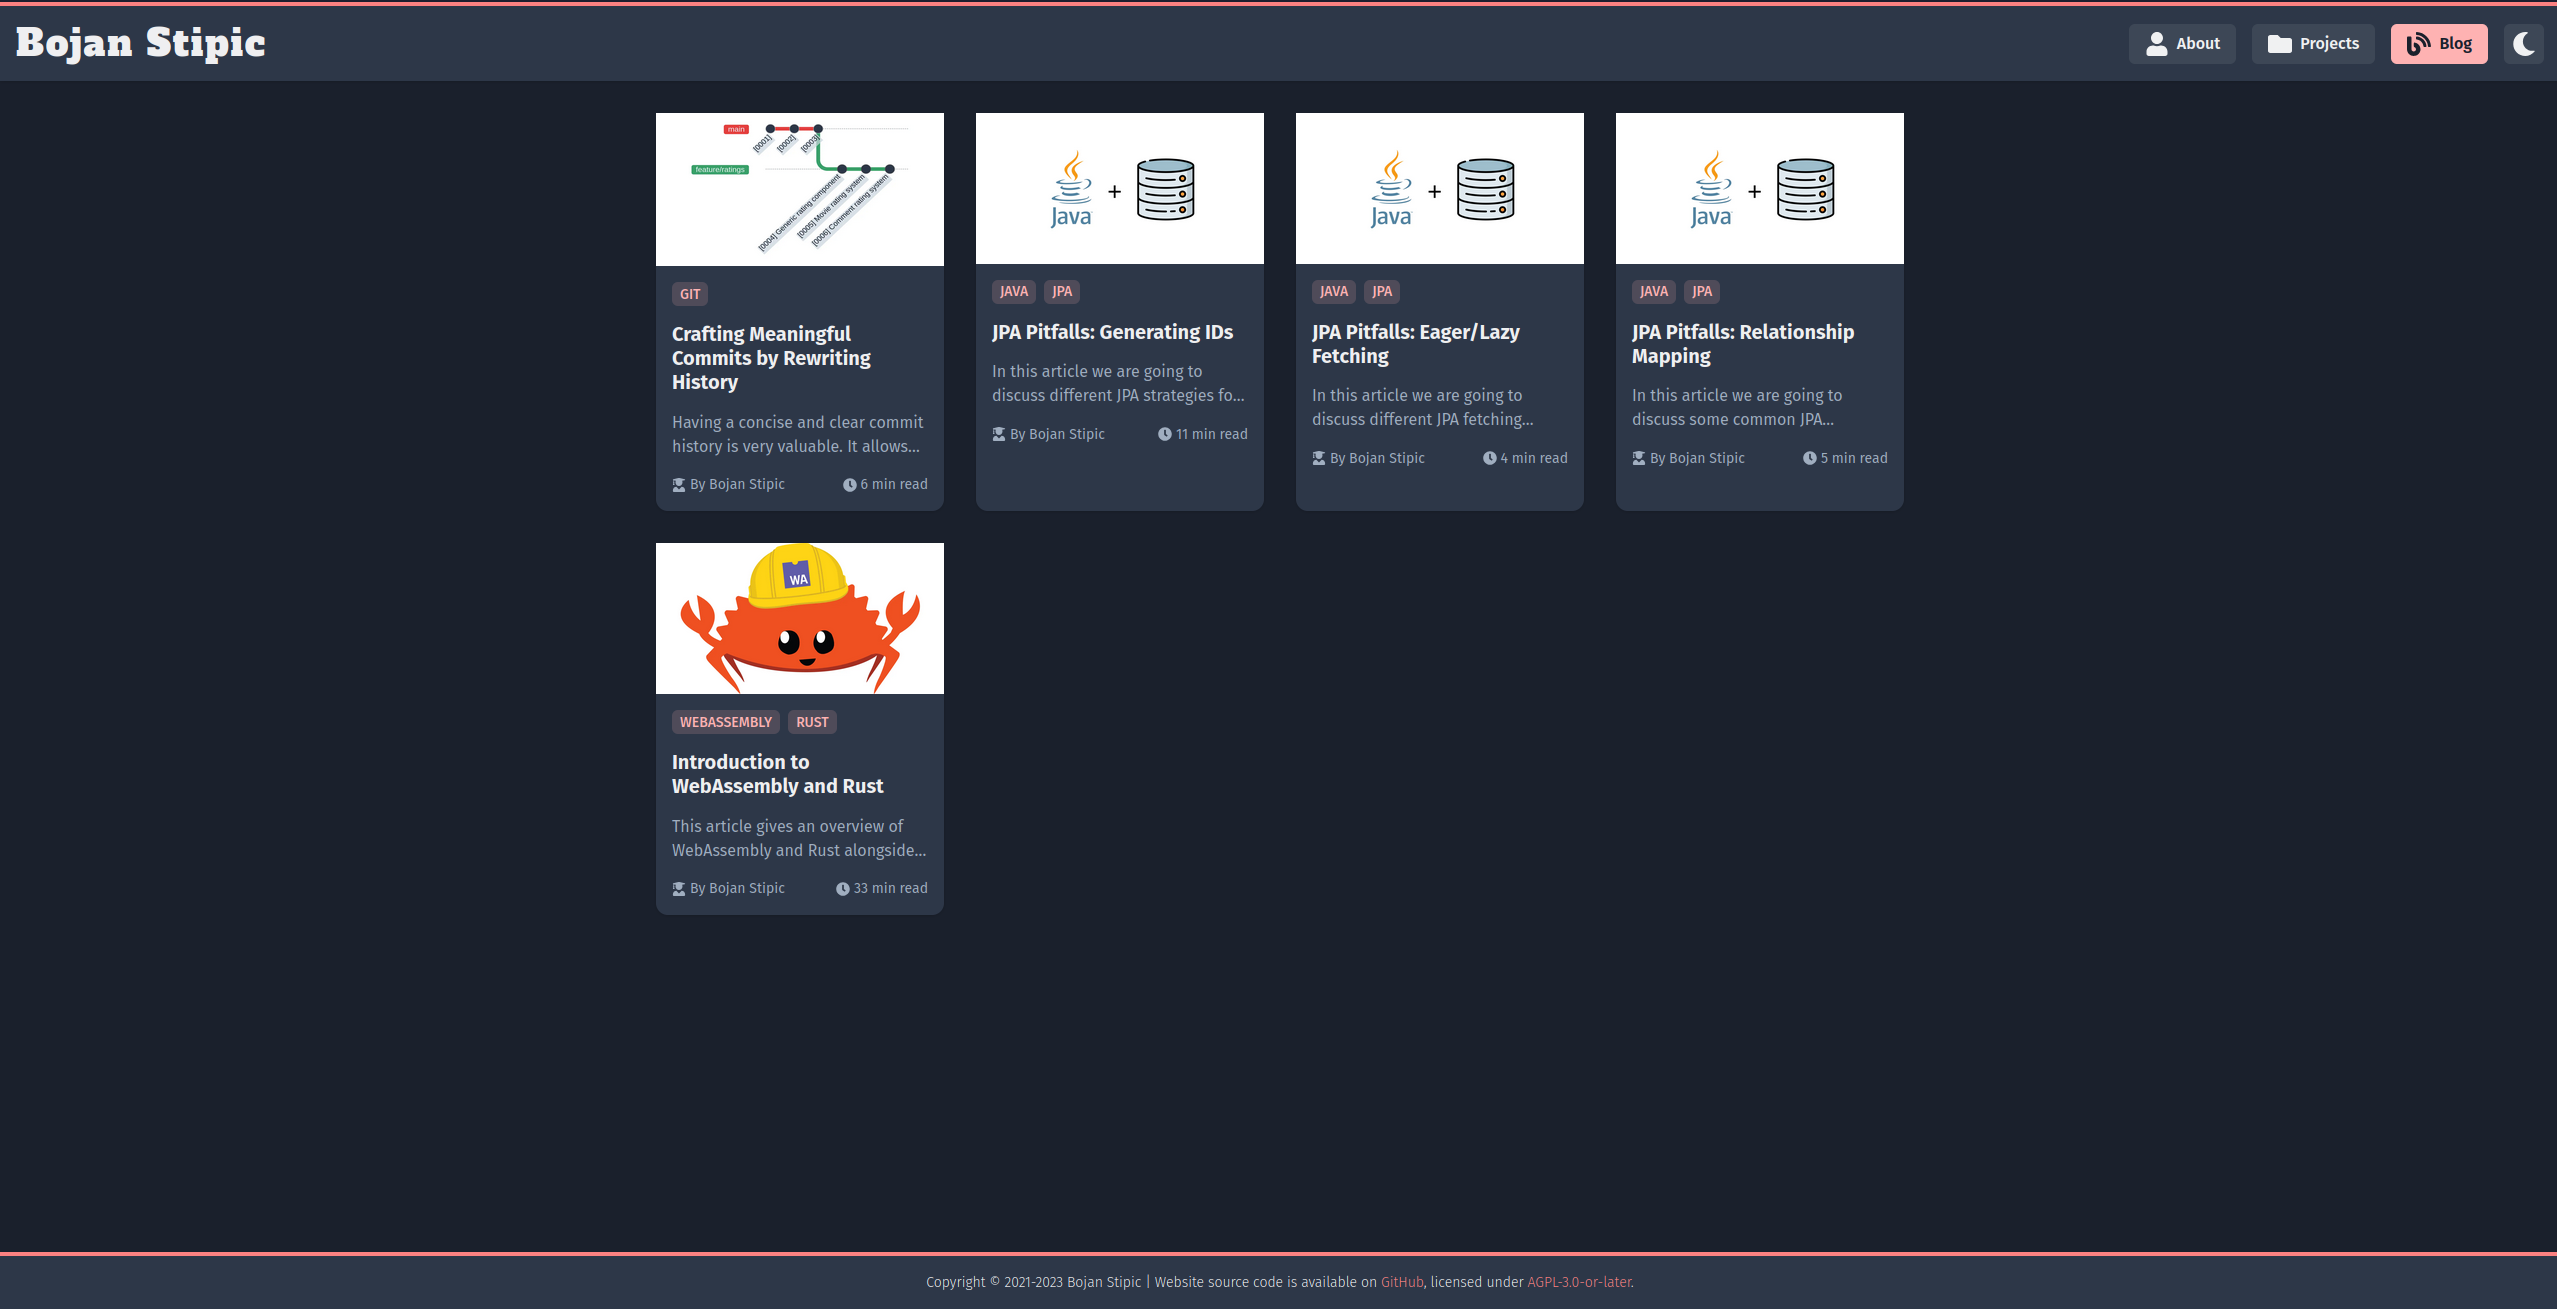 Bojan Stipic
About
Projects
Blog
main
[0001]
[0002]
[0003]
feature/ratings
[0004] Generic rating component
[0005] Movie rating system
[0006] Comment rating system
GIT
Crafting Meaningful
Commits by Rewriting
History
Having a concise and clear commit
history is very valuable. It allows...
By Bojan Stipic
6 min read
Java
+
JAVA
JPA
JPA Pitfalls: Generating IDs
In this article we are going to
discuss different JPA strategies fo...
By Bojan Stipic
11 min read
Java
+
JAVA
JPA
JPA Pitfalls: Eager/Lazy
Fetching
In this article we are going to
discuss different JPA fetching...
By Bojan Stipic
4 min read
Java
+
JAVA
JPA
JPA Pitfalls: Relationship
Mapping
In this article we are going to
discuss some common JPA...
By Bojan Stipic
5 min read
WA
WEBASSEMBLY
RUST
Introduction to
WebAssembly and Rust
This article gives an overview of
WebAssembly and Rust alongside...
By Bojan Stipic
33 min read
Copyright © 2021-2023 Bojan Stipic | Website source code is available on GitHub, licensed under AGPL-3.0-or-later.